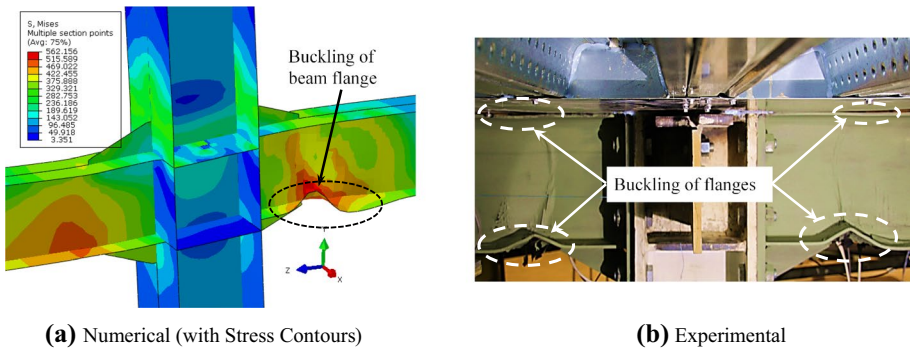 S, Mises
Multiple section points
(Avg: 75%)
562.156
515.589
469.022
422.455
375.888
329.321
282.753
236.186
189.619
143.052
96.485
49.918
3.351
Buckling of
beam flange
Y
Z
X
(a) Numerical (with Stress Contours)
Buckling of flanges
(b) Experimental